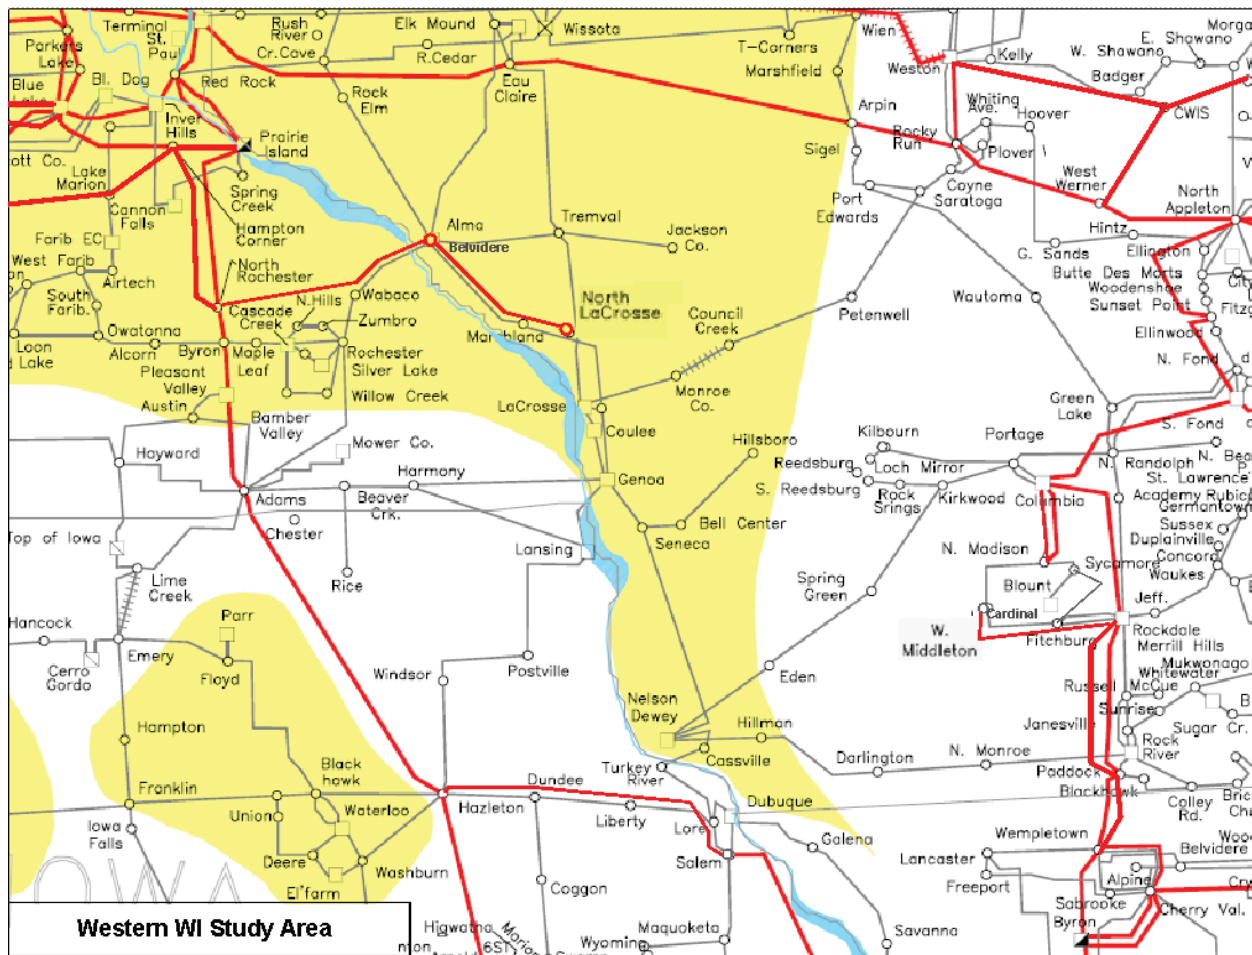 Terminal
St.
Paul
Rush
River
Elk Mound
Wissota
Wien
Parkers
Lake
Cr.Cave
R.Cedar
T-Corners
Weston
Kelly
W. Shawano
E. Shawano
Bl. Dog
Red Rock
Eau
Claire
Marshfield
Badger
Blue
Rock
Elm
Arpin
Whiting
Ave.
Hoover
CWIS
Inver
Hills
Prairie
Island
Sigel
Rocky
Run
Plover
Lake
Marion
Spring
Creek
Coyne
Saratoga
West
Werner
North
Appleton
Cannon
Falls
Hampton
Corner
Alma
Belvidere
Tremval
Jackson
Co.
Port
Edwards
Hintz
G. Sands
Ellington
Farib EC
West Farib
Airtech
North
Rochester
Butte Des Morts
Woodenshoe
Sunset Point
South
Farib.
Cascade
Creek
N.Hills
Wabaco
North
LaCrosse
Council
Creek
Petenwell
Wautoma
Ellinwood
Owatonna
Zumbro
Marshland
N. Fond
Loon
Lake
Alcorn
Byron
Maple
Leaf
Rochester
Silver Lake
Pleasant
Valley
Willow Creek
Monroe
Co.
Green
Lake
Austin
Bamber
Valley
LaCrosse
Coulee
Hillsboro
Kilbourn
Portage
S. Fond
Hayward
Mower Co.
Harmony
Genoa
Reedsburg
S. Reedsburg
Loch Mirror
Rock
Srings
Kirkwood
Columbia
N.
Randolph
St. Lawrence
Academy
Rubicon
Germantown
Adams
Beaver
Crk.
Chester
Bell Center
Seneca
Sussex
Duplainville
Concord
Waukes
Top of Iowa
Lansing
N. Madison
Sycamore
Blount
Lime
Creek
Rice
Spring
Green
Jeff.
Hancock
Parr
Cardinal
W.
Middleton
Fitchburg
Rockdale
Merrill Hills
Cerro
Gordo
Emery
Floyd
Windsor
Postville
Eden
Mukwonago
Whitewater
Russell
McCue
Nelson
Dewey
Hillman
Janesville
Sunrise
Sugar Cr.
Hampton
Cassville
Darlington
N. Monroe
Rock
River
Black
hawk
Turkey
River
Paddock
Blackhawk
Franklin
Union
Waterloo
Hazleton
Dundee
Liberty
Dubuque
Colley
Rd.
Iowa
Falls
Lore
Galena
Wempletown
Deere
Washburn
Salem
Lancaster
Freeport
Belvidere
El'farm
Coggon
Alpine
Sabrooke
Byron
Cherry Val.
Maquoketa
Wyoming
Savanna
Western WI Study Area